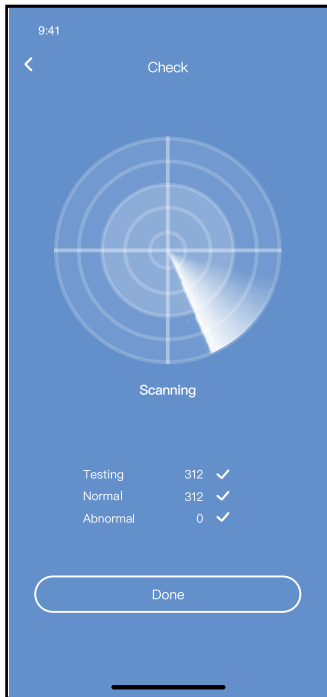 9:41
Check
Scanning
Testing 312
Normal 312
Abnormal 0
Done